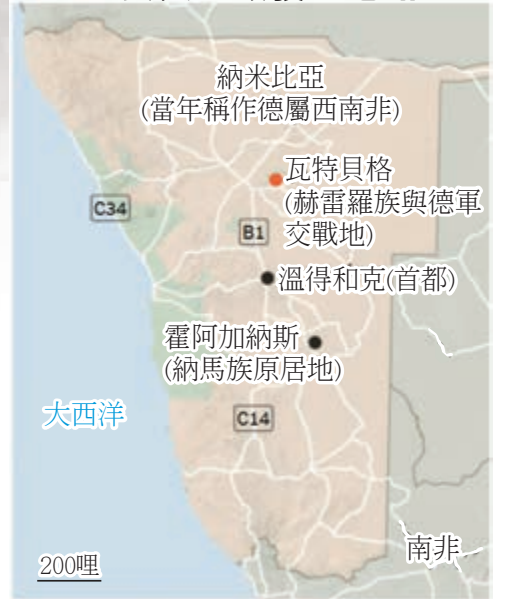 納米比亞
(當年稱作德屬西南非)
瓦特貝格
(赫雷羅族與德軍
交戰地)
C34
B1
溫得和克(首都)
霍阿加納斯
(納馬族原居地)
大西洋
C14
南非
200哩